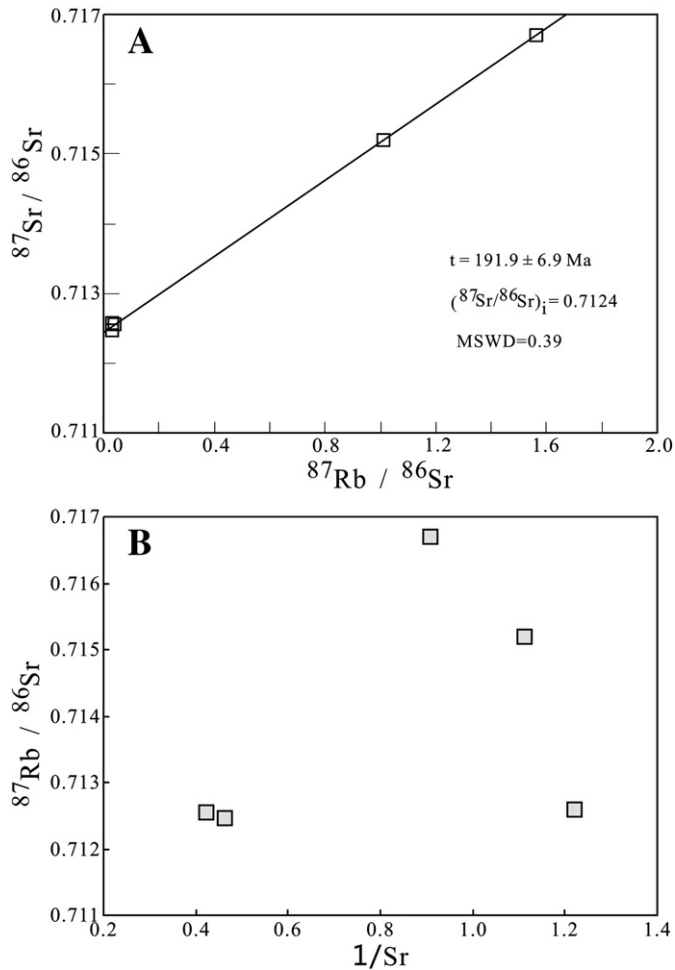 A
0.717
0.715
0.713
0.711
87Sr / 86Sr
t = 191.9 ± 6.9 Ma
(87Sr/86Sr)i = 0.7124
MSWD=0.39
0.0 0.4 0.8 1.2 1.6 2.0
87Rb / 86Sr
B
0.717
0.716
0.715
0.714
0.713
0.712
0.711
87Rb / 86Sr
0.2 0.4 0.6 0.8 1.0 1.2 1.4
1/Sr